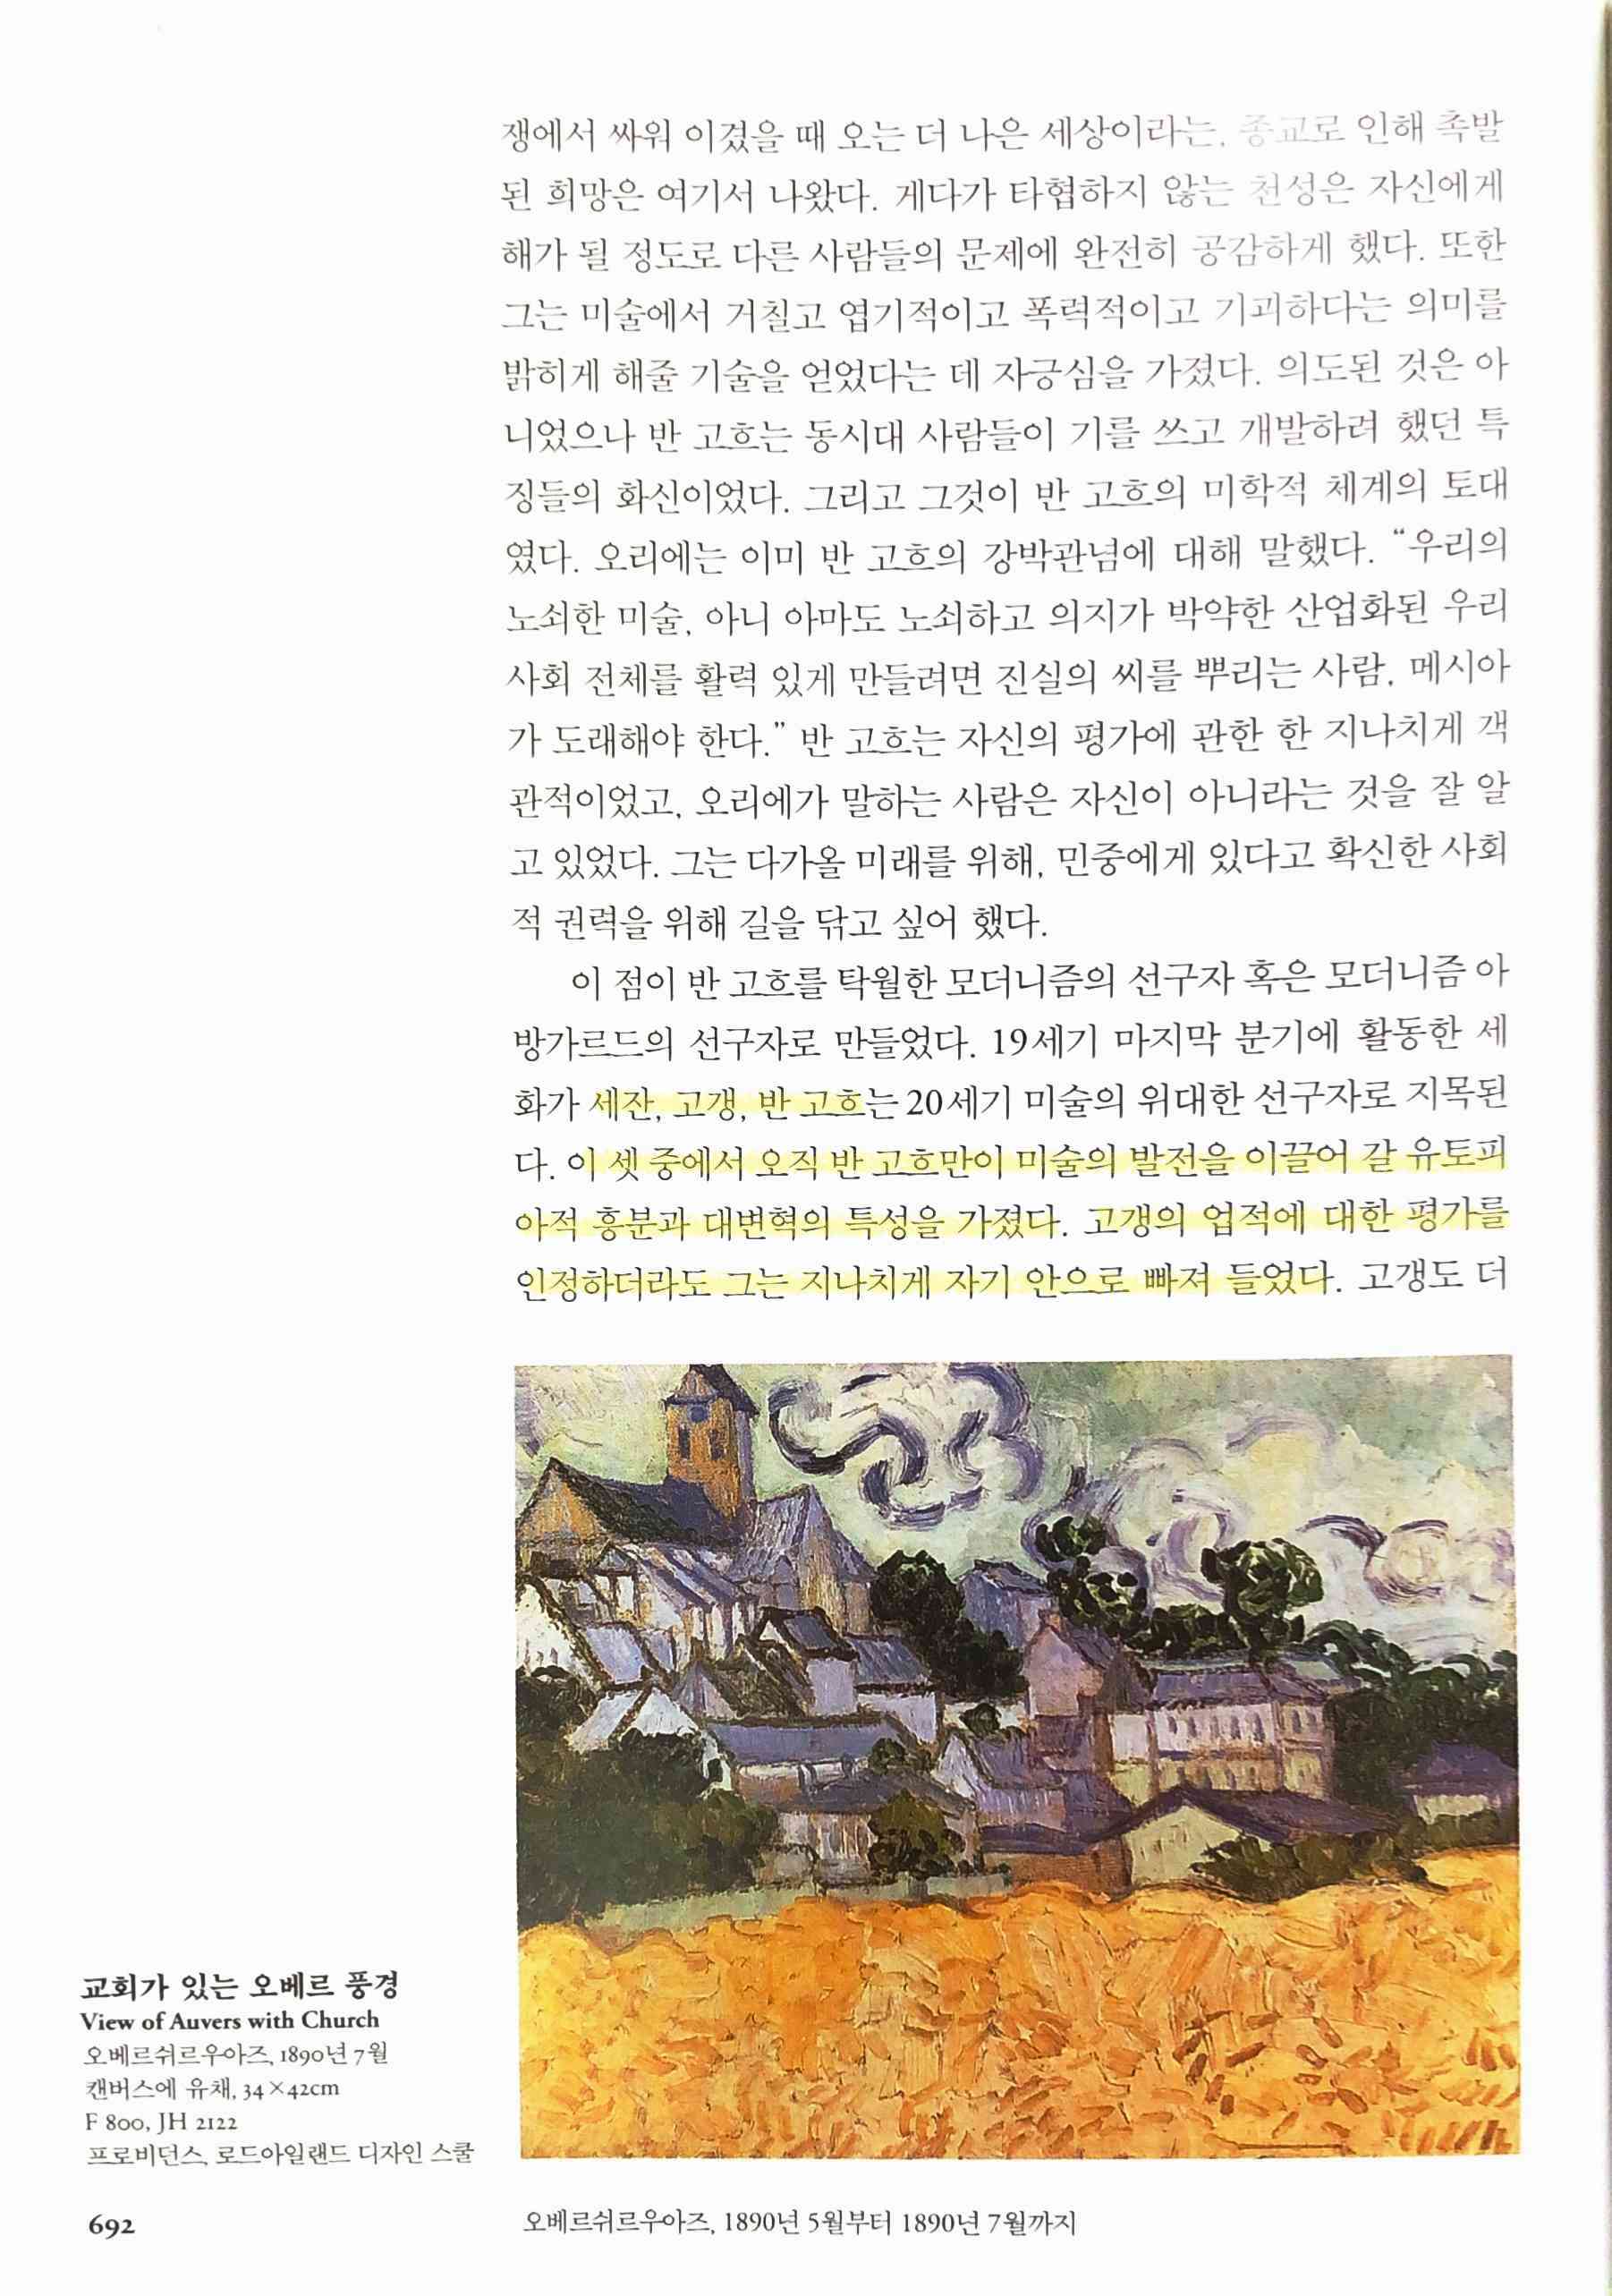 쟁에서 싸워 이겼을 때 오는 더 나은 세상이라는, 종교로 인해 촉발
된 희망은 여기서 나왔다. 게다가 타협하지 않는 천성은 자신에게
해가 될 정도로 다른 사람들의 문제에 완전히 공감하게 했다. 또한
그는 미술에서 거칠고 엽기적이고 폭력적이고 기괴하다는 의미를
밝히게 해줄 기술을 얻었다는 데 자긍심을 가졌다. 의도된 것은 아
니었으나 반 고흐는 동시대 사람들이 기를 쓰고 개발하려 했던 특
징들의 화신이었다. 그리고 그것이 반 고흐의 미학적 체계의 토대
였다. 오리에는 이미 반 고흐의 강박관념에 대해 말했다. “우리의
노쇠한 미술, 아니 아마도 노쇠하고 의지가 박약한 산업화된 우리
사회 전체를 활력 있게 만들려면 진실의 씨를 뿌리는 사람, 메시아
가 도래해야 한다.” 반 고흐는 자신의 평가에 관한 한 지나치게 객
관적이었고, 오리에가 말하는 사람은 자신이 아니라는 것을 잘 알
고 있었다. 그는 다가올 미래를 위해, 민중에게 있다고 확신한 사회
적 권력을 위해 길을 닦고 싶어 했다.
이 점이 반 고흐를 탁월한 모더니즘의 선구자 혹은 모더니즘 아
방가르드의 선구자로 만들었다. 19세기 마지막 분기에 활동한 세
화가 세잔, 고갱, 반 고흐는 20세기 미술의 위대한 선구자로 지목된
다. 이 셋 중에서 오직 반 고흐만이 미술의 발전을 이끌어 갈 유토피
아적 흥분과 대변혁의 특성을 가졌다. 고갱의 업적에 대한 평가를
인정하더라도 그는 지나치게 자기 안으로 빠져 들었다. 고갱도 더
교회가 있는 오베르 풍경
View of Auvers with Church
오베르쉬르우아즈, 1890년 7월
캔버스에 유채, 34×42cm
F 800, JH 2122
프로비던스, 로드아일랜드 디자인 스쿨
692
오베르쉬르우아즈, 1890년 5월부터 1890년 7월까지